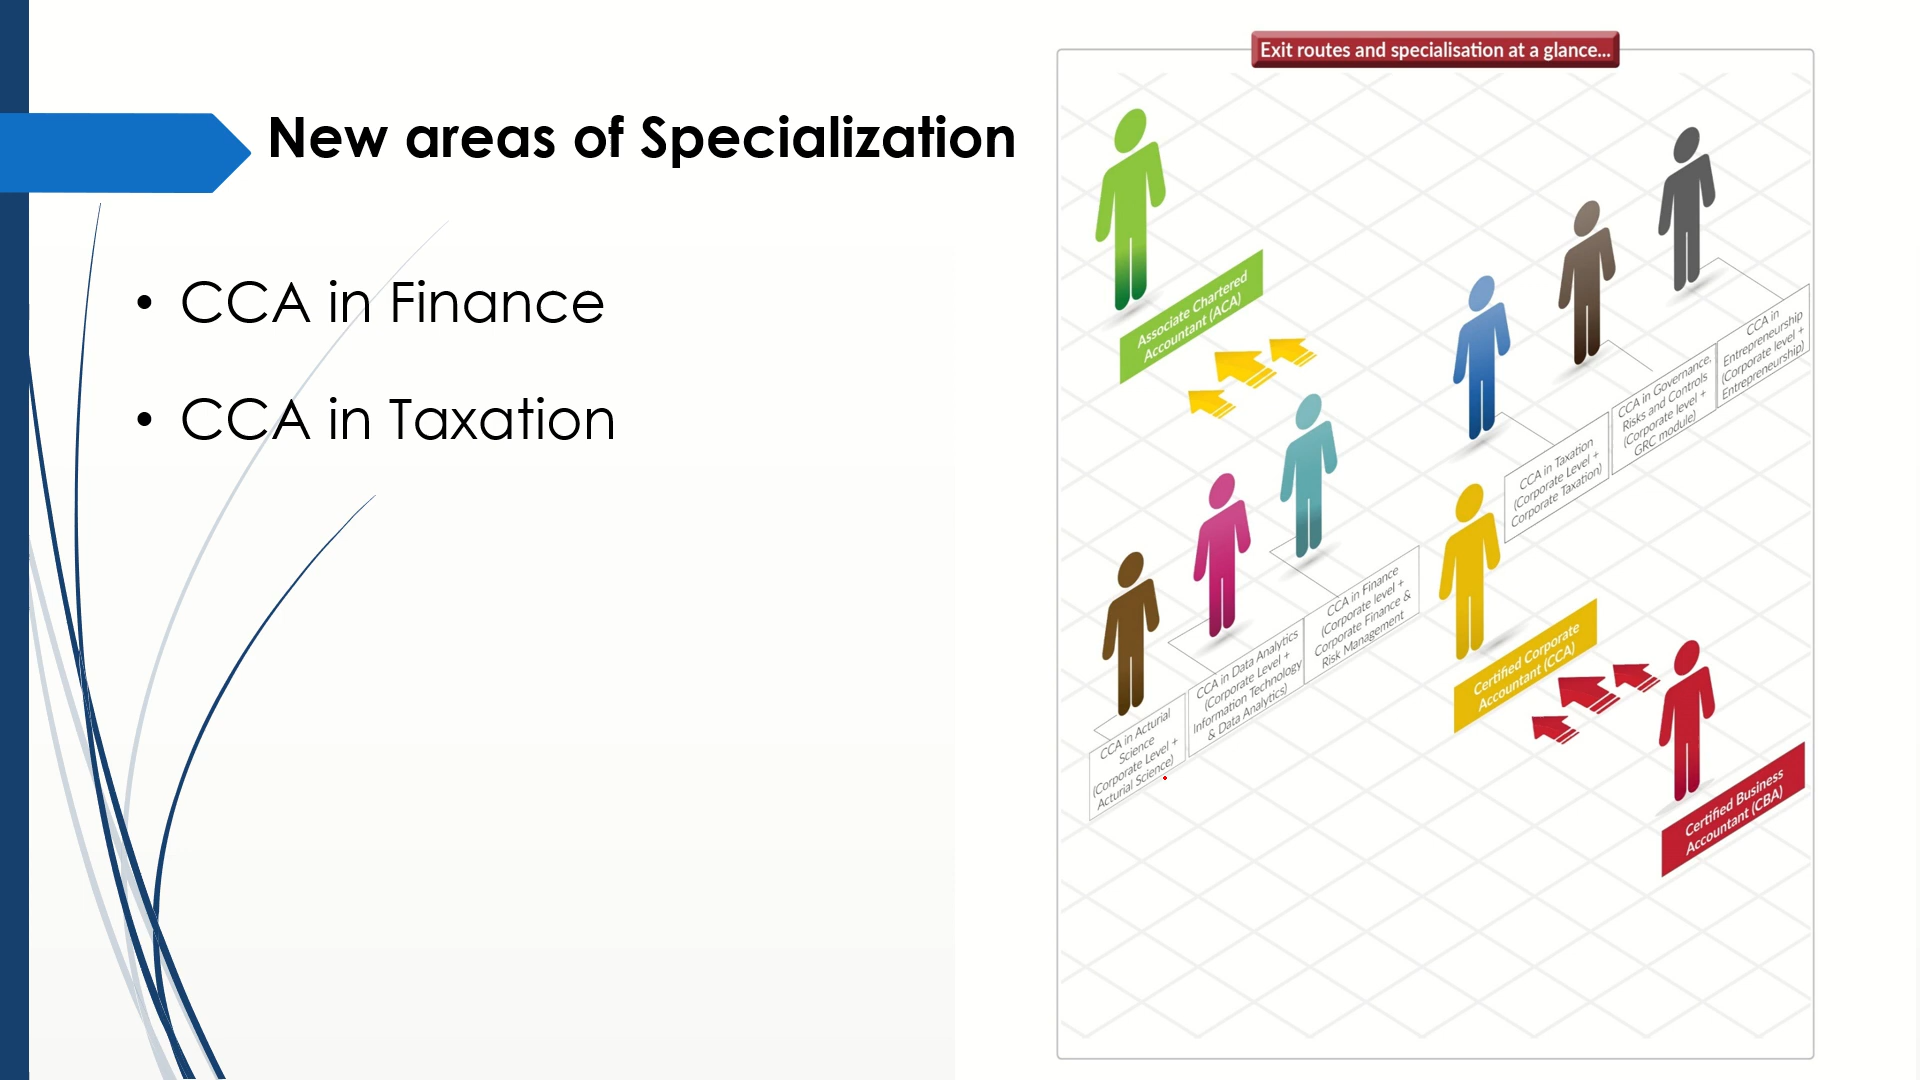 New areas of Specialization
• CCA in Finance
• CCA in Taxation
Exit routes and specialisation at a glance...
Associate Chartered
Accountant (ACA)
CCA in
Entrepreneurship
(Corporate level +
Entrepreneurship)
CCA in Governance,
Risks and Controls
(Corporate level +
GRC module)
CCA in Taxation
(Corporate Level +
Corporate Taxation)
CCA in Finance
(Corporate level +
Corporate Finance &
Risk Management
CCA in Data Analytics
(Corporate Level +
Information Technology
& Data Analytics)
CCA in Acturial
Science
(Corporate Level +
Acturial Science)
Certified Corporate
Accountant (CCA)
Certified Business
Accountant (CBA)